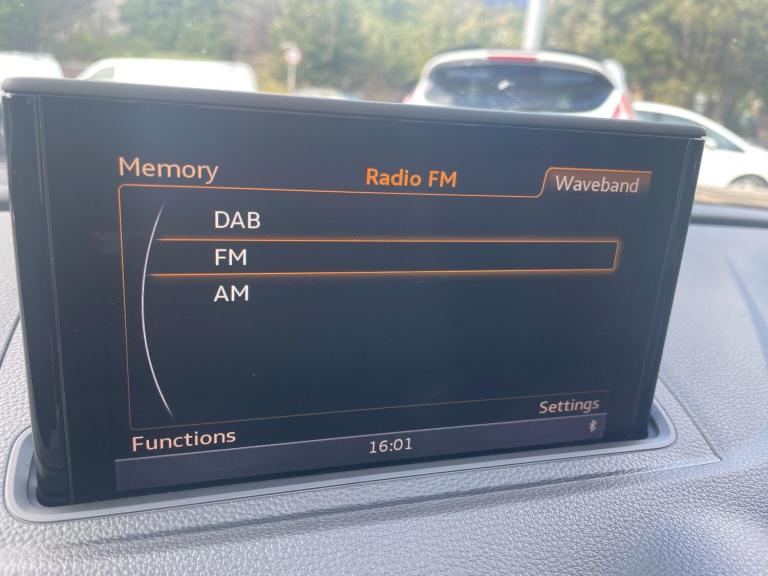 Memory
Radio FM
Waveband
DAB
FM
AM
Settings
Functions
16:01